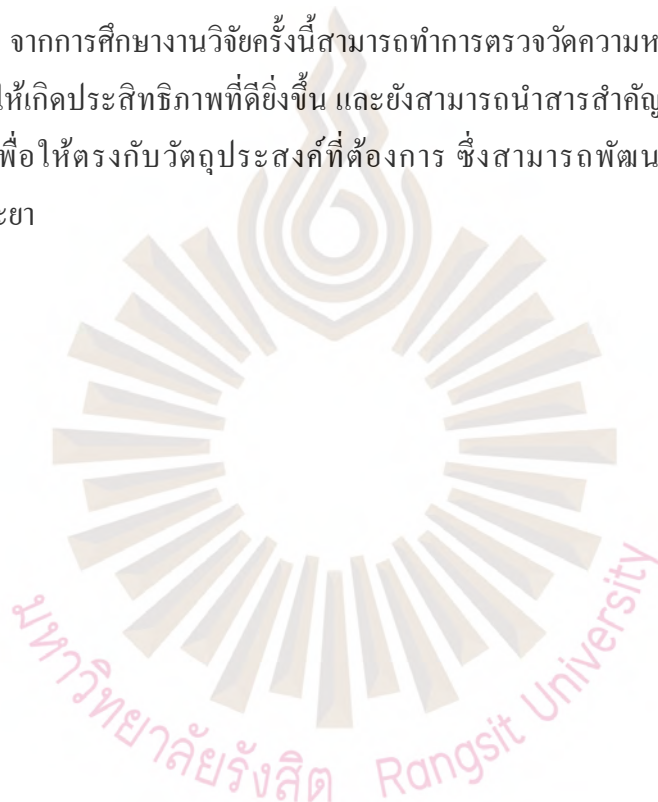 จากการศึกษางานวิจัยครั้งนี้สามารถทำการตรวจวัดความห
ให้เกิดประสิทธิภาพที่ดียิ่งขึ้น และยังสามารถนำสารสำคัญ
พื่อให้ตรงกับวัตถุประสงค์ที่ต้องการ ซึ่งสามารถพัฒน
ะยา
มหาวิทยาลัยรังสิต Rangsit University